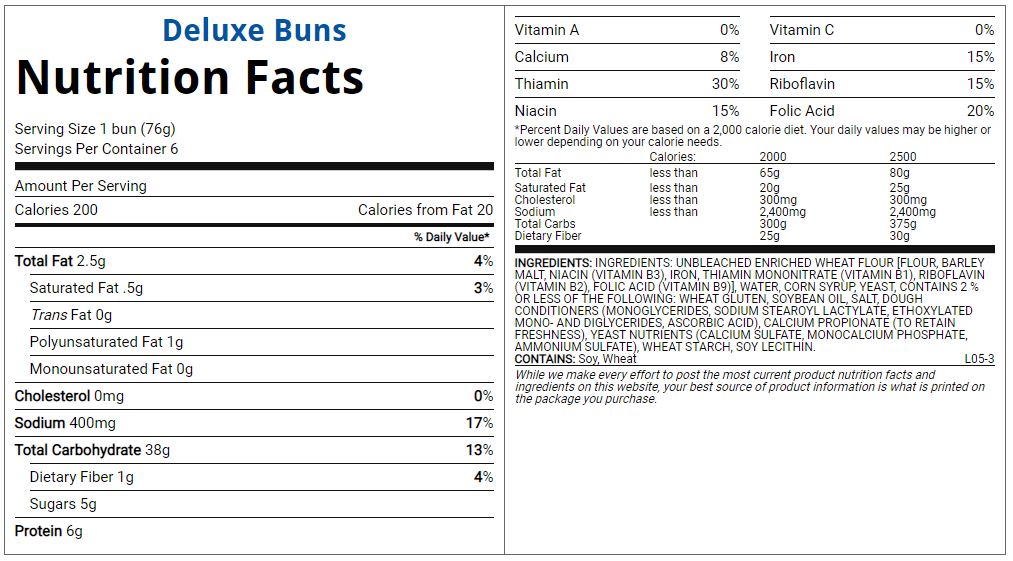 Deluxe Buns
Nutrition Facts
Serving Size 1 bun (76g)
Servings Per Container 6
Amount Per Serving
Calories 200 Calories from Fat 20
% Daily Value*
Total Fat 2.5g 4%
Saturated Fat .5g 3%
Trans Fat 0g
Polyunsaturated Fat 1g
Monounsaturated Fat 0g
Cholesterol 0mg 0%
Sodium 400mg 17%
Total Carbohydrate 38g 13%
Dietary Fiber 1g 4%
Sugars 5g
Protein 6g
Vitamin A 0% Vitamin C 0%
Calcium 8% Iron 15%
Thiamin 30% Riboflavin 15%
Niacin 15% Folic Acid 20%
*Percent Daily Values are based on a 2,000 calorie diet. Your daily values may be higher or
lower depending on your calorie needs.
Calories: 2000 2500
Total Fat less than 65g 80g
Saturated Fat less than 20g 25g
Cholesterol less than 300mg 300mg
Sodium less than 2,400mg 2,400mg
Total Carbs 300g 375g
Dietary Fiber 25g 30g
INGREDIENTS: INGREDIENTS: UNBLEACHED ENRICHED WHEAT FLOUR [FLOUR, BARLEY
MALT, NIACIN (VITAMIN B3), IRON, THIAMIN MONONITRATE (VITAMIN B1), RIBOFLAVIN
(VITAMIN B2), FOLIC ACID (VITAMIN B9)], WATER, CORN SYRUP, YEAST, CONTAINS 2 %
OR LESS OF THE FOLLOWING: WHEAT GLUTEN, SOYBEAN OIL, SALT, DOUGH
CONDITIONERS (MONOGLYCERIDES, SODIUM STEAROYL LACTYLATE, ETHOXYLATED
MONO- AND DIGLYCERIDES, ASCORBIC ACID), CALCIUM PROPIONATE (TO RETAIN
FRESHNESS), YEAST NUTRIENTS (CALCIUM SULFATE, MONOCALCIUM PHOSPHATE,
AMMONIUM SULFATE), WHEAT STARCH, SOY LECITHIN.
CONTAINS: Soy, Wheat L05-3
While we make every effort to post the most current product nutrition facts and
ingredients on this website, your best source of product information is what is printed on
the package you purchase.